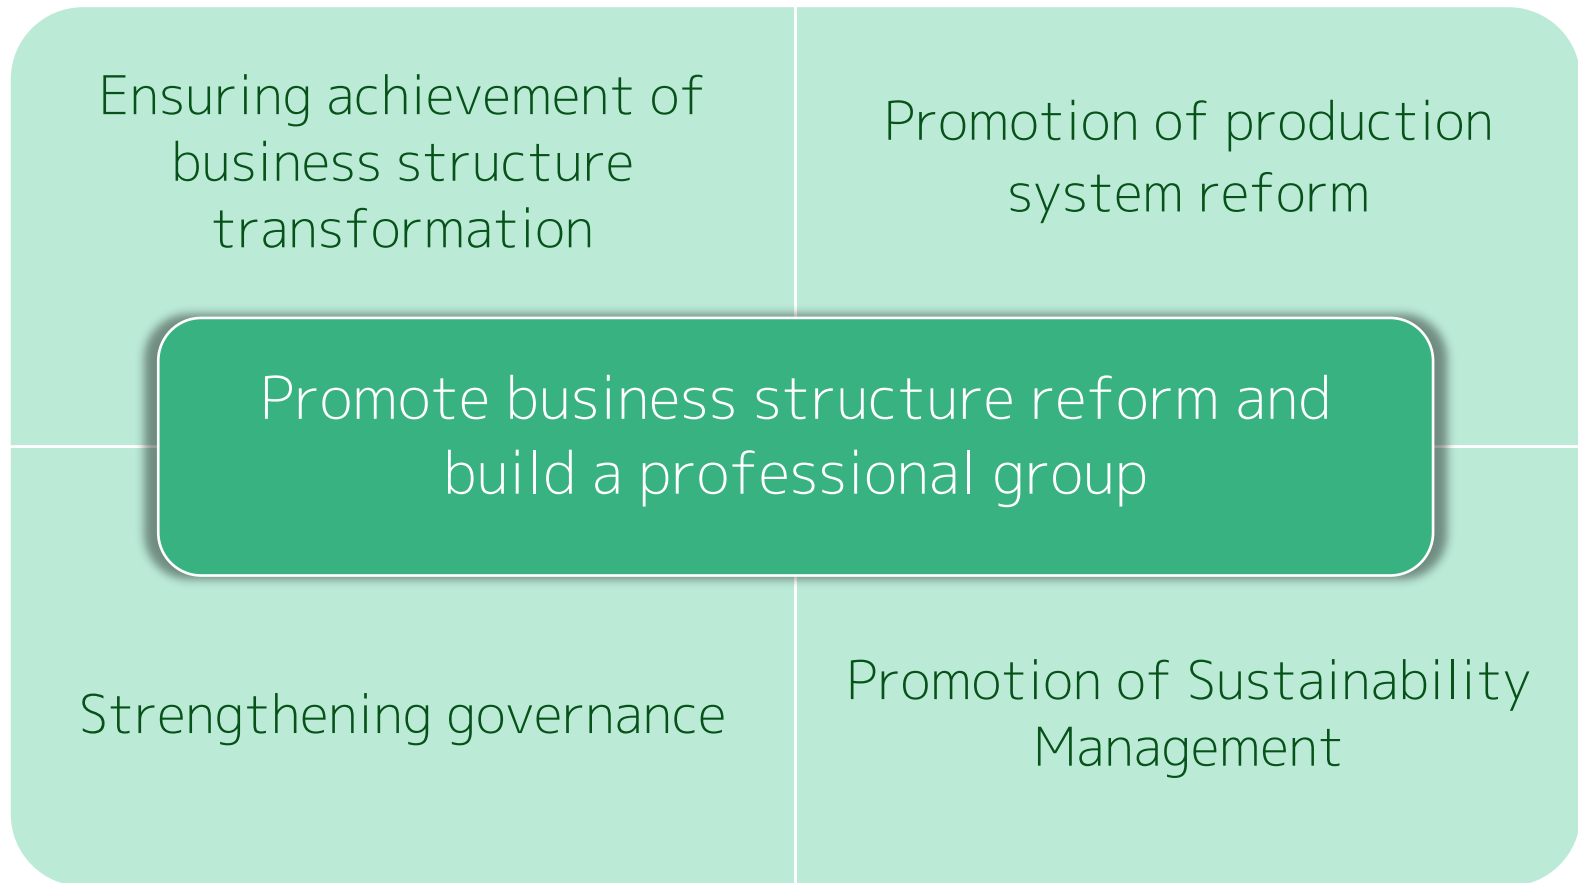 Ensuring achievement of
business structure
transformation
Promotion of production
system reform
Promote business structure reform and
build a professional group
Strengthening governance
Promotion of Sustainability
Management